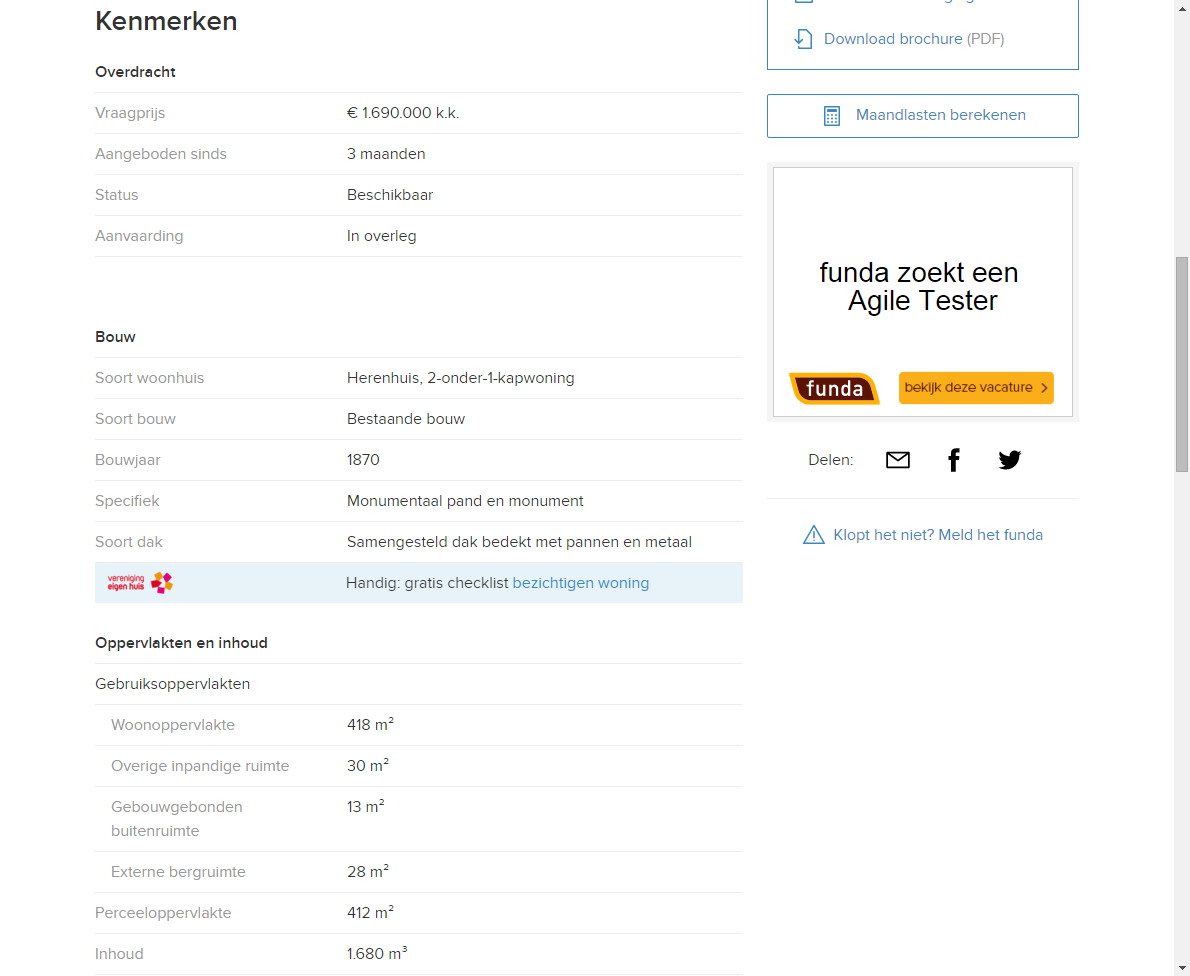 Kenmerken
Overdracht
Vraagprijs € 1.690.000 k.k.
Aangeboden sinds 3 maanden
Status Beschikbaar
Aanvaarding In overleg
Bouw
Soort woonhuis Herenhuis, 2-onder-1-kapwoning
Soort bouw Bestaande bouw
Bouwjaar 1870
Specifiek Monumentaal pand en monument
Soort dak Samengesteld dak bedekt met pannen en metaal
vereniging
eigen huis
Handig: gratis checklist bezichtigen woning
Oppervlakten en inhoud
Gebruiksoppervlakten
Woonoppervlakte 418 m²
Overige inpandige ruimte 30 m²
Gebouwgebonden 13 m²
buitenruimte
Externe bergruimte 28 m²
Perceeloppervlakte 412 m²
Inhoud 1.680 m³
Download brochure (PDF)
Maandlasten berekenen
funda zoekt een
Agile Tester
funda bekijk deze vacature
Delen:
Klopt het niet? Meld het funda